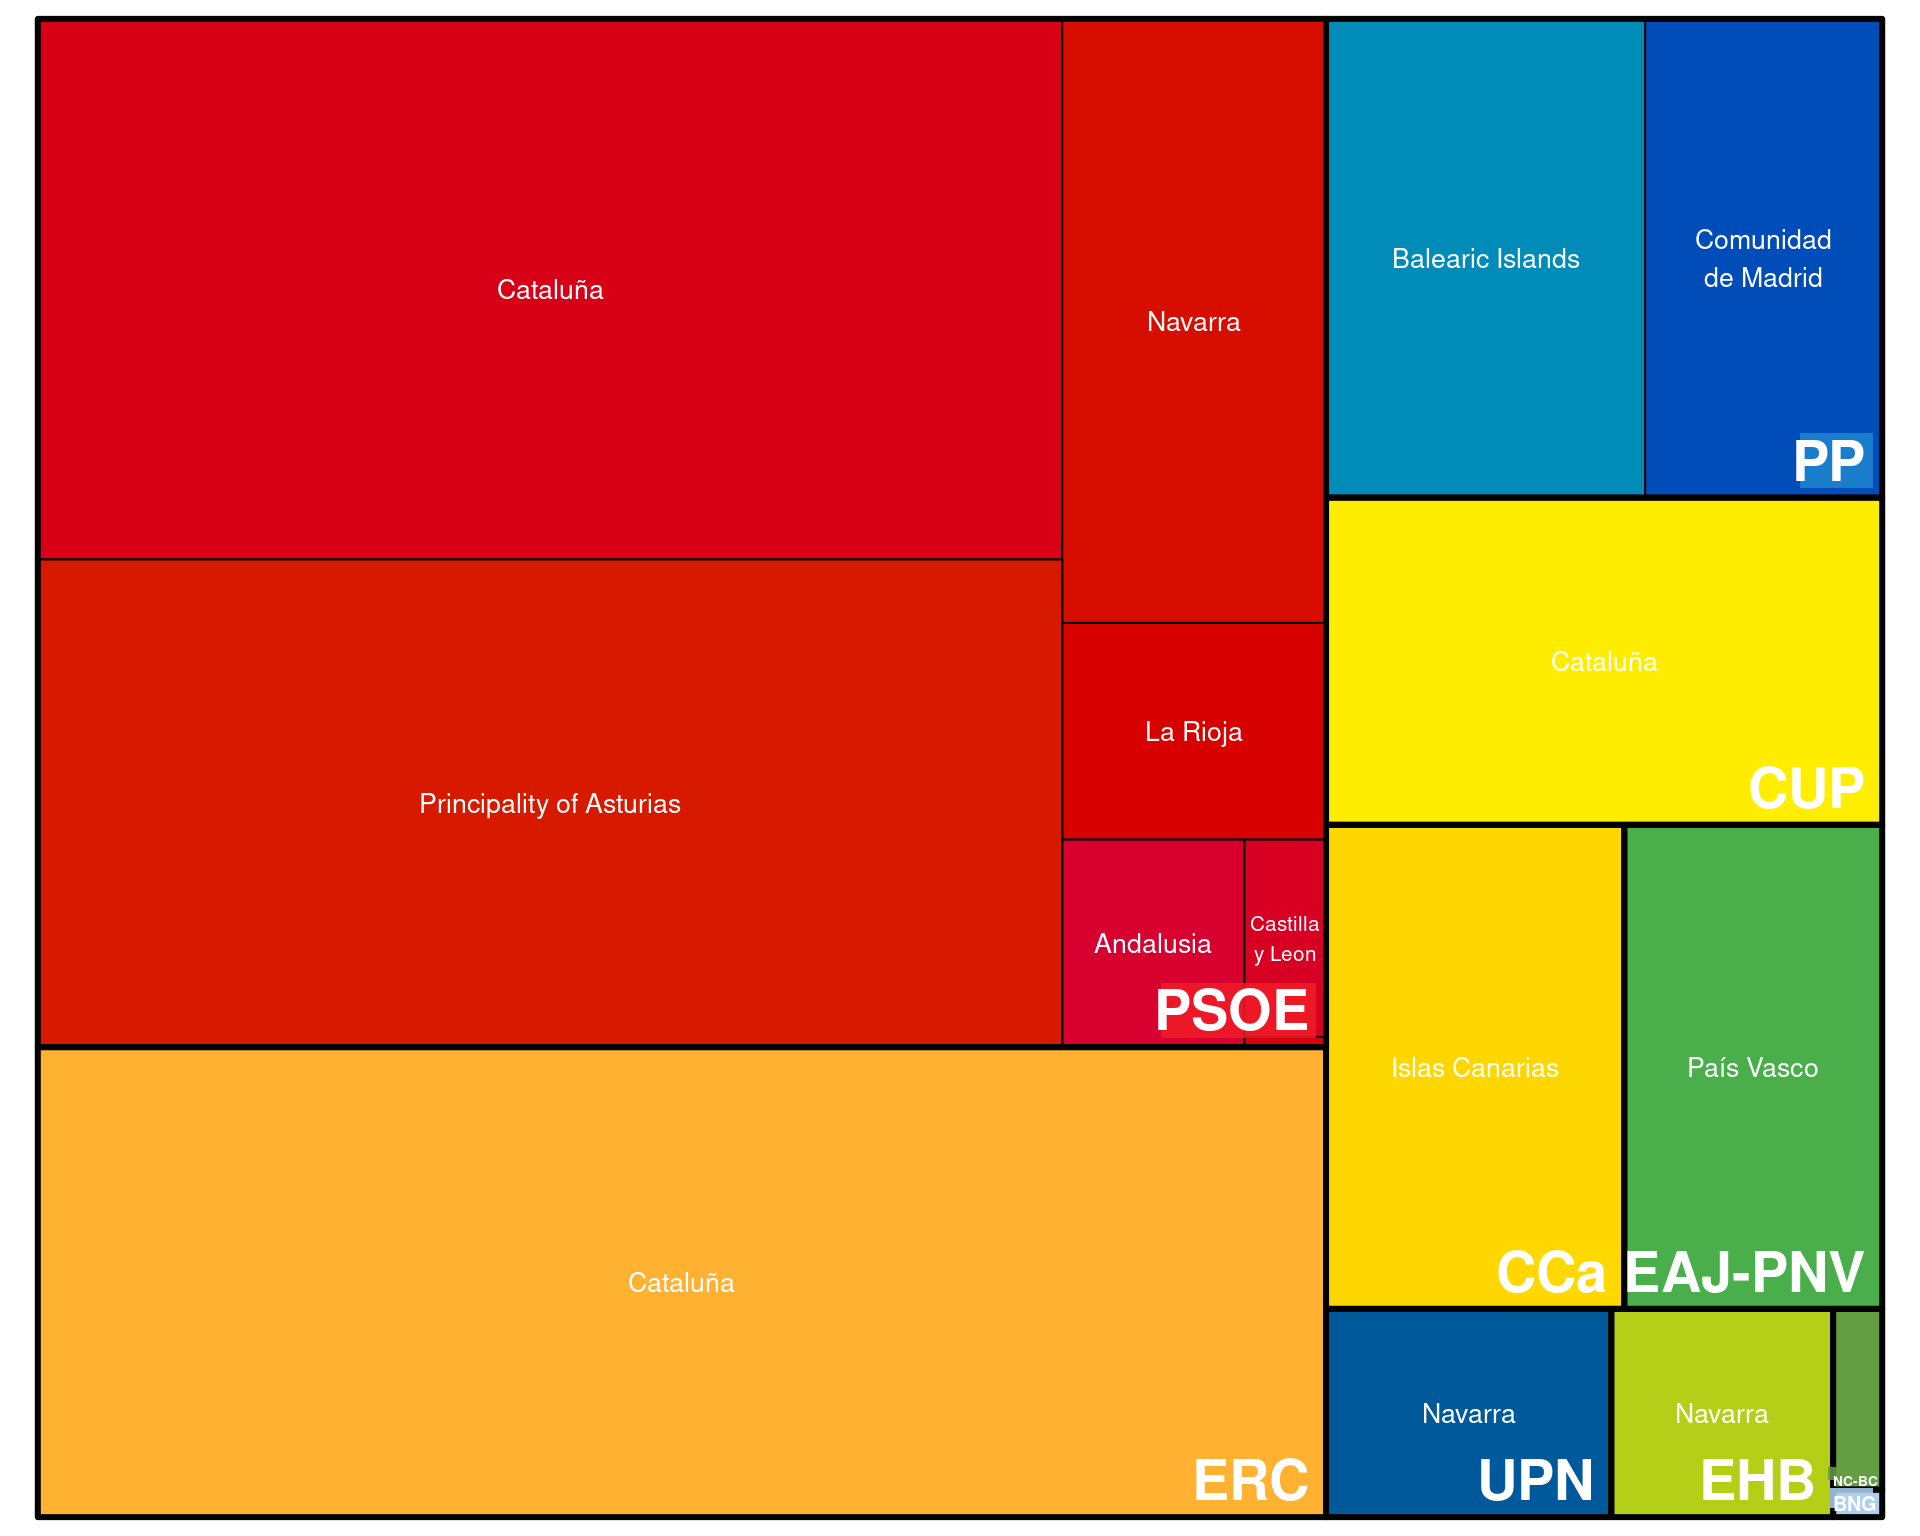 Cataluña
Navarra
Principality of Asturias
La Rioja
Andalusia
Castilla
y Leon
PSOE
Cataluña
ERC
Balearic Islands
Comunidad
de Madrid
PP
Cataluña
CUP
Islas Canarias
CCa
País Vasco
EAJ-PNV
Navarra
UPN
Navarra
EHB
NC-BC
BNG